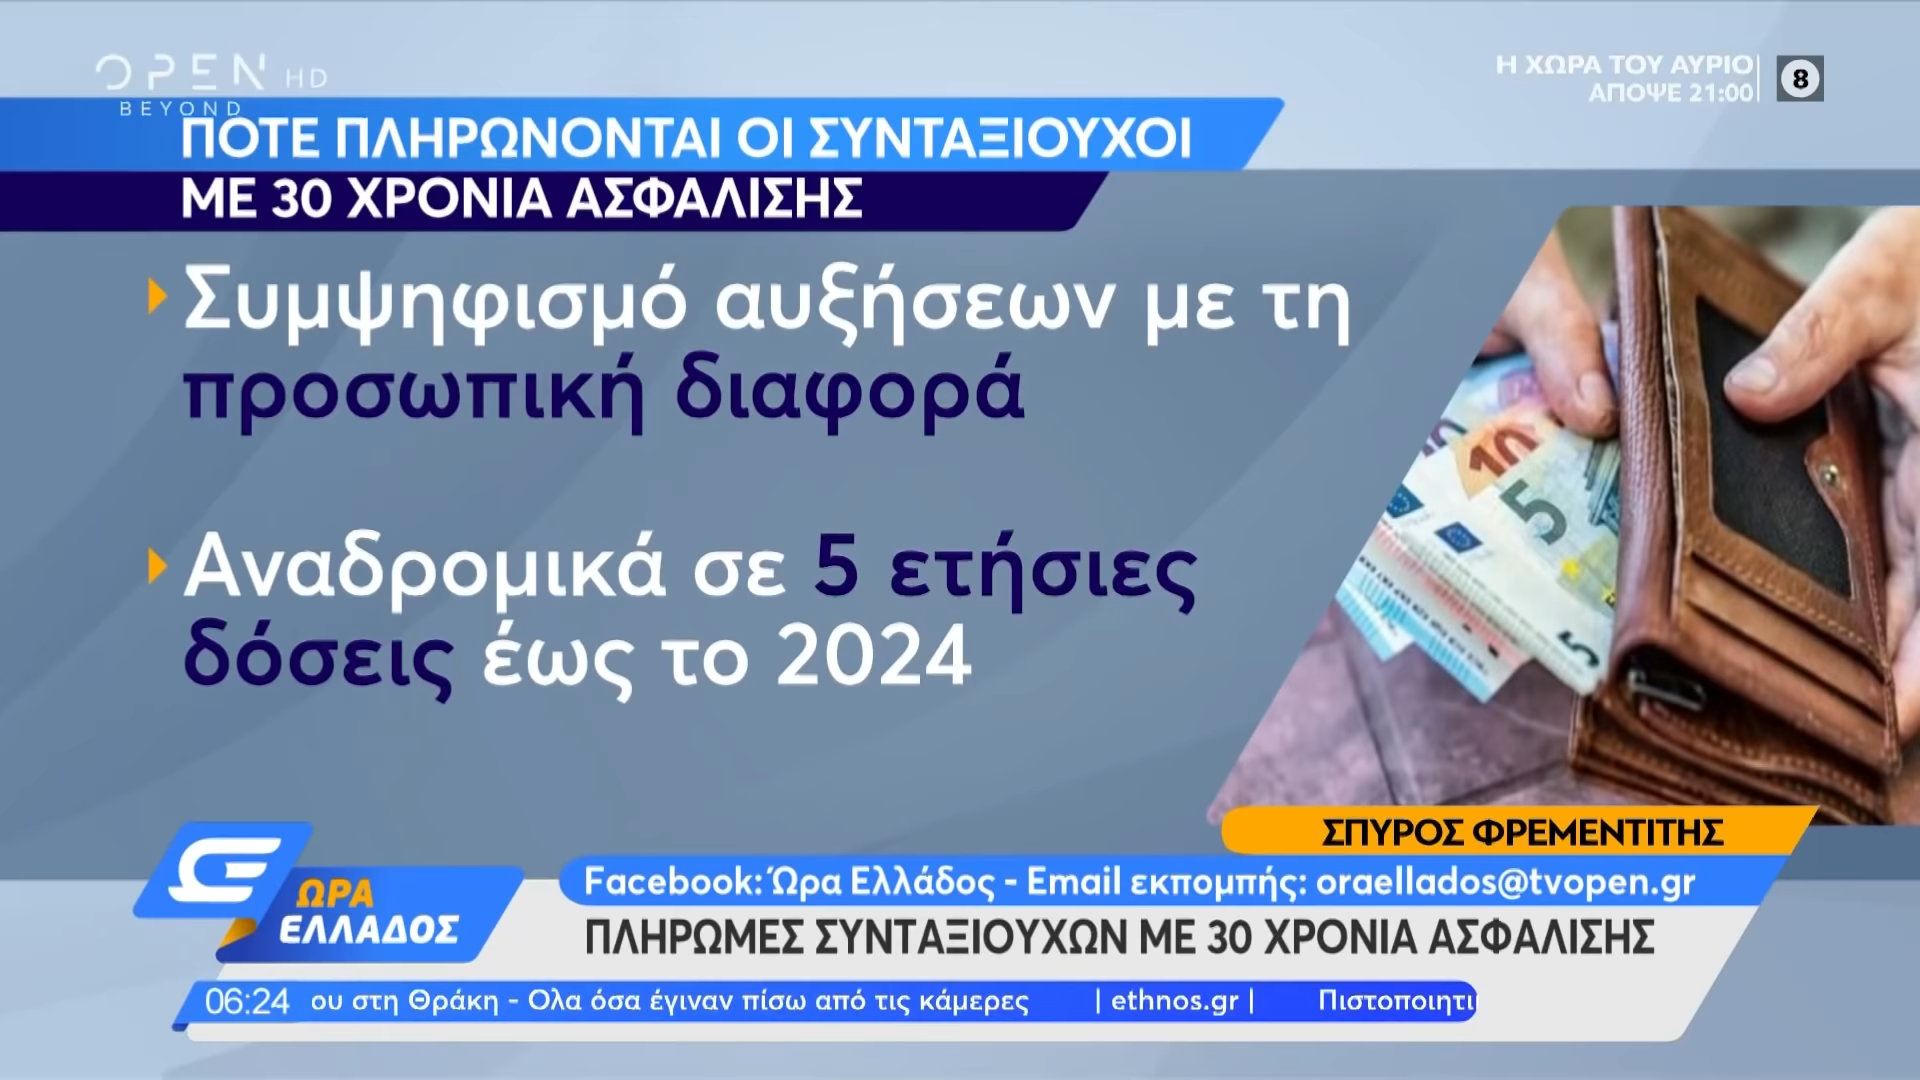 OPEN HD
BEYOND
Η ΧΩΡΑ ΤΟΥ ΑΥΡΙΟ
ΑΠΟΨΕ 21:00
8
ΠΟΤΕ ΠΛΗΡΩΝΟΝΤΑΙ ΟΙ ΣΥΝΤΑΞΙΟΥΧΟΙ
ΜΕ 30 ΧΡΟΝΙΑ ΑΣΦΑΛΙΣΗΣ
Συμψηφισμό αυξήσεων με τη
προσωπική διαφορά
Αναδρομικά σε 5 ετήσιες
δόσεις έως το 2024
10
5
5
ΣΠΥΡΟΣ ΦΡΕΜΕΝΤΙΤΗΣ
Facebook: Ώρα Ελλάδος - Email εκπομπής: oraellados@tvopen.gr
ΩΡΑ
ΕΛΛΑΔΟΣ
ΠΛΗΡΩΜΕΣ ΣΥΝΤΑΞΙΟΥΧΩΝ ΜΕ 30 ΧΡΟΝΙΑ ΑΣΦΑΛΙΣΗΣ
06:24 ου στη Θράκη - Ολα όσα έγιναν πίσω από τις κάμερες | ethnos.gr | Πιστοποιητι